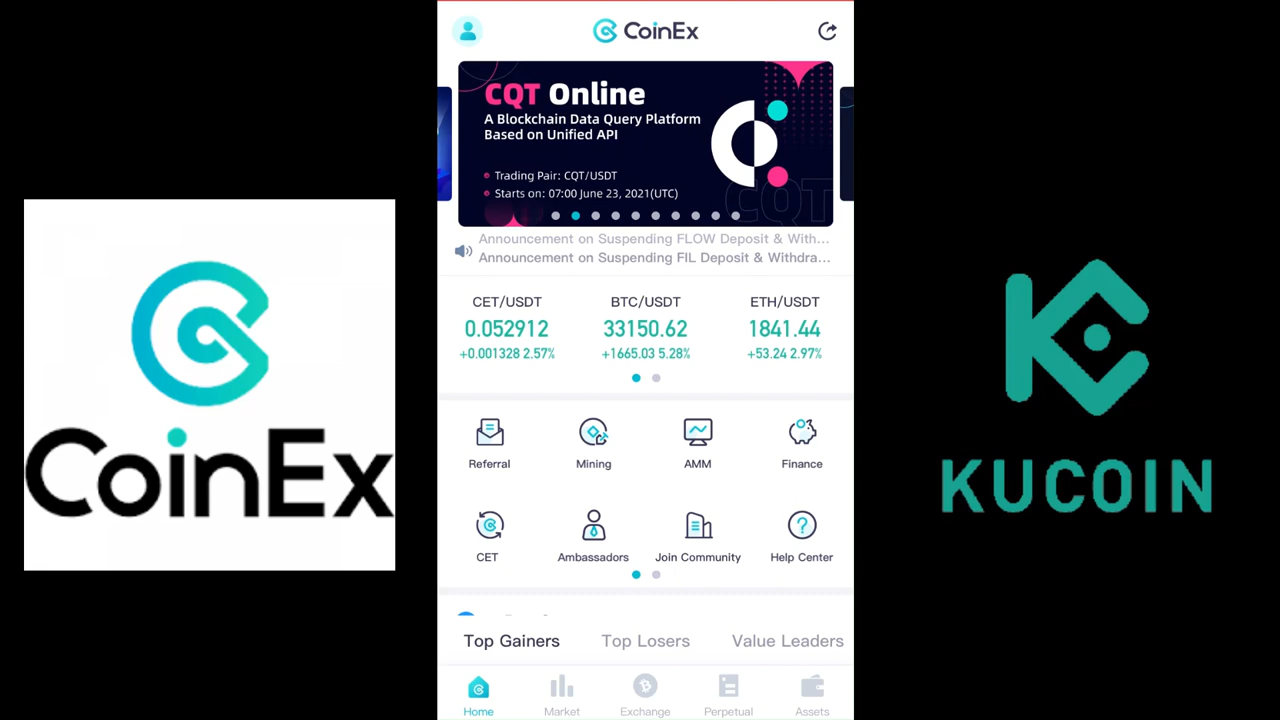 CoinEx
CoinEx
CQT Online
A Blockchain Data Query Platform
Based on Unified API
Trading Pair: CQT/USDT
Starts on: 07:00 June 23, 2021(UTC)
CQT
Announcement on Suspending FLOW Deposit & With...
Announcement on Suspending FIL Deposit & Withdra...
CET/USDT BTC/USDT ETH/USDT
0.052912 33150.62 1841.44
+0.001328 2.57% +1665.03 5.28% +53.24 2.97%
Referral Mining AMM Finance
CET Ambassadors Join Community Help Center
Top Gainers Top Losers Value Leaders
Home Market Exchange Perpetual Assets
KUCOIN